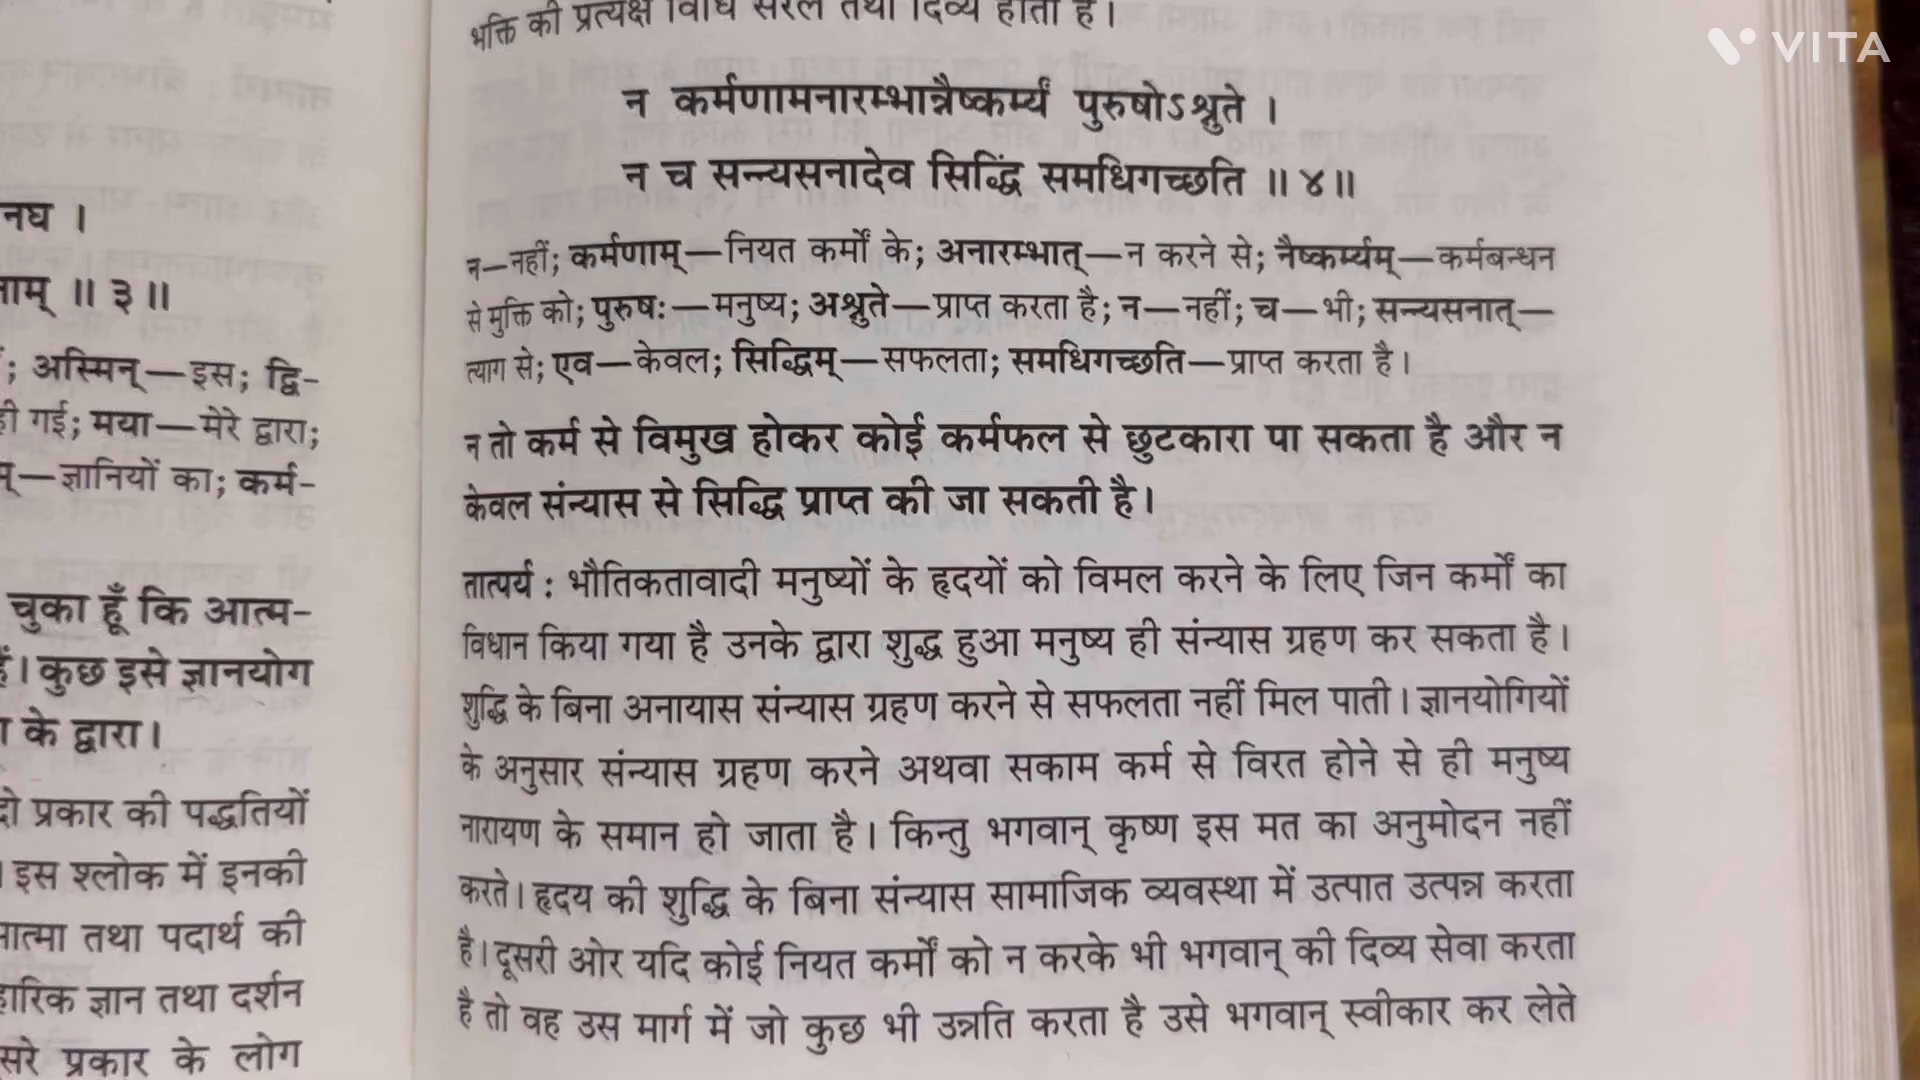 नघ ।
ाम् ॥ ३ ॥
; अस्मिन्—इस; द्वि-
ही गई; मया—मेरे द्वारा;
म्—ज्ञानियों का; कर्म-
चुका हूँ कि आत्म-
हैं। कुछ इसे ज्ञानयोग
के द्वारा।
दो प्रकार की पद्धतियों
। इस श्लोक में इनकी
आत्मा तथा पदार्थ की
ज्ञान तथा दर्शन
प्रकार के लोग
भक्ति की प्रत्यक्ष विधि सरल तथा दिव्य होती है।
न कर्मणामनारम्भान्नैष्कर्म्यं पुरुषोऽश्नुते ।
न च सन्न्यसनादेव सिद्धिं समधिगच्छति ॥ ४॥
न—नहीं; कर्मणाम्—नियत कर्मों के; अनारम्भात्—न करने से; नैष्कर्म्यम्—कर्मबन्धन
से मुक्ति को; पुरुषः—मनुष्य; अश्नुते—प्राप्त करता है; न—नहीं; च—भी; सन्न्यसनात्—
त्याग से; एव—केवल; सिद्धिम्—सफलता; समधिगच्छति—प्राप्त करता है।
न तो कर्म से विमुख होकर कोई कर्मफल से छुटकारा पा सकता है और न
केवल संन्यास से सिद्धि प्राप्त की जा सकती है।
तात्पर्य : भौतिकतावादी मनुष्यों के हृदयों को विमल करने के लिए जिन कर्मों का
विधान किया गया है उनके द्वारा शुद्ध हुआ मनुष्य ही संन्यास ग्रहण कर सकता है।
शुद्धि के बिना अनायास संन्यास ग्रहण करने से सफलता नहीं मिल पाती। ज्ञानयोगियों
के अनुसार संन्यास ग्रहण करने अथवा सकाम कर्म से विरत होने से ही मनुष्य
नारायण के समान हो जाता है। किन्तु भगवान् कृष्ण इस मत का अनुमोदन नहीं
करते। हृदय की शुद्धि के बिना संन्यास सामाजिक व्यवस्था में उत्पात उत्पन्न करता
है। दूसरी ओर यदि कोई नियत कर्मों को न करके भी भगवान् की दिव्य सेवा करता
है तो वह उस मार्ग में जो कुछ भी उन्नति करता है उसे भगवान् स्वीकार कर लेते
VITA